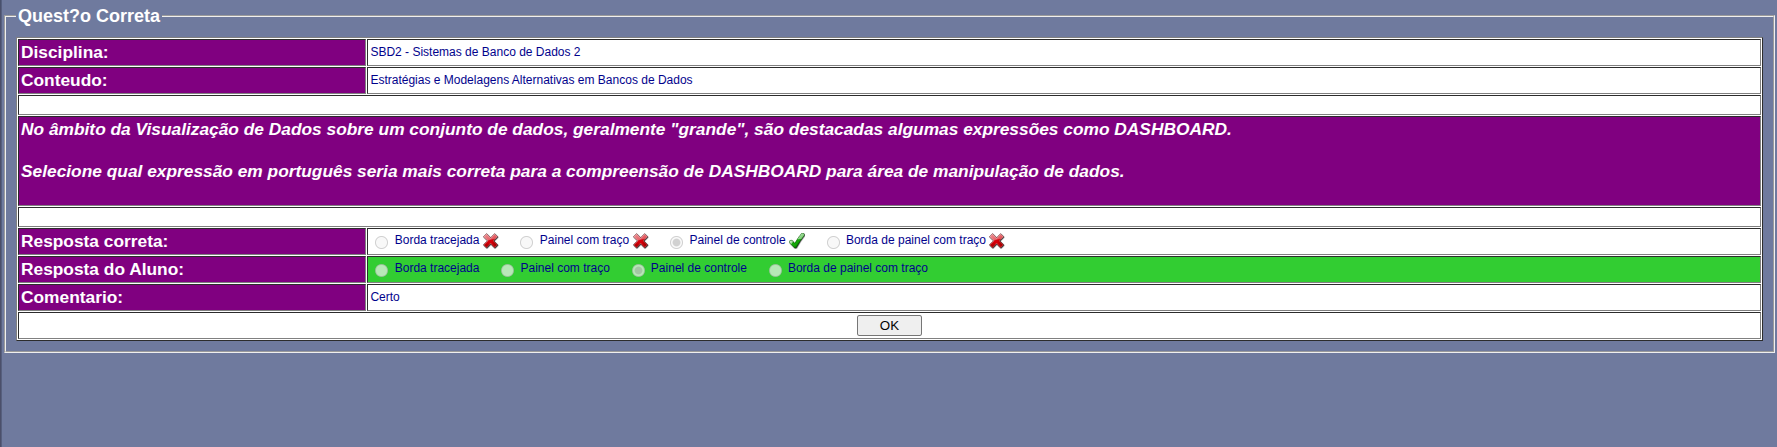 Quest?o Correta
Disciplina: SBD2 - Sistemas de Banco de Dados 2
Conteudo: Estratégias e Modelagens Alternativas em Bancos de Dados
No âmbito da Visualização de Dados sobre um conjunto de dados, geralmente "grande", são destacadas algumas expressões como DASHBOARD.
Selecione qual expressão em português seria mais correta para a compreensão de DASHBOARD para área de manipulação de dados.
Resposta correta: Borda tracejada Painel com traço Painel de controle Borda de painel com traço
Resposta do Aluno: Borda tracejada Painel com traço Painel de controle Borda de painel com traço
Comentario: Certo
OK